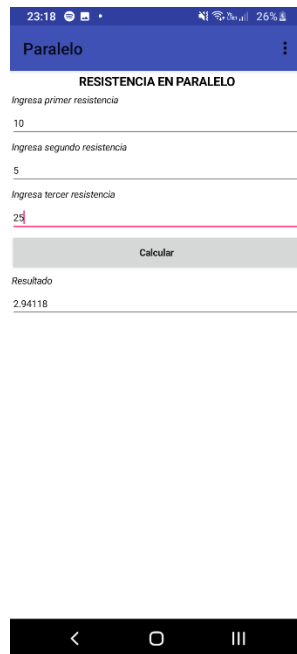 23:18 26%
Paralelo
RESISTENCIA EN PARALELO
Ingresa primer resistencia
10
Ingresa segundo resistencia
5
Ingresa tercer resistencia
25
Calcular
Resultado
2.94118